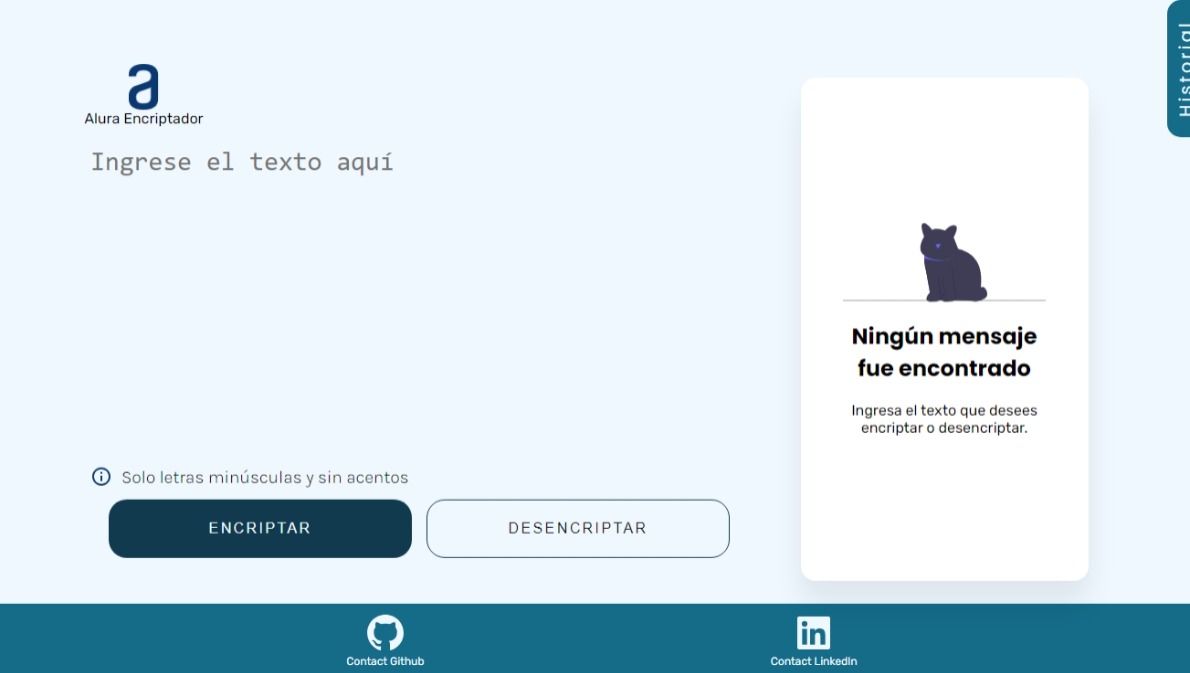 Historial
a
Alura Encriptador
Ingrese el texto aquí
Ningún mensaje
fue encontrado
Ingresa el texto que desees
encriptar o desencriptar.
Solo letras minúsculas y sin acentos
ENCRIPTAR
DESENCRIPTAR
Contact Github
in
Contact LinkedIn